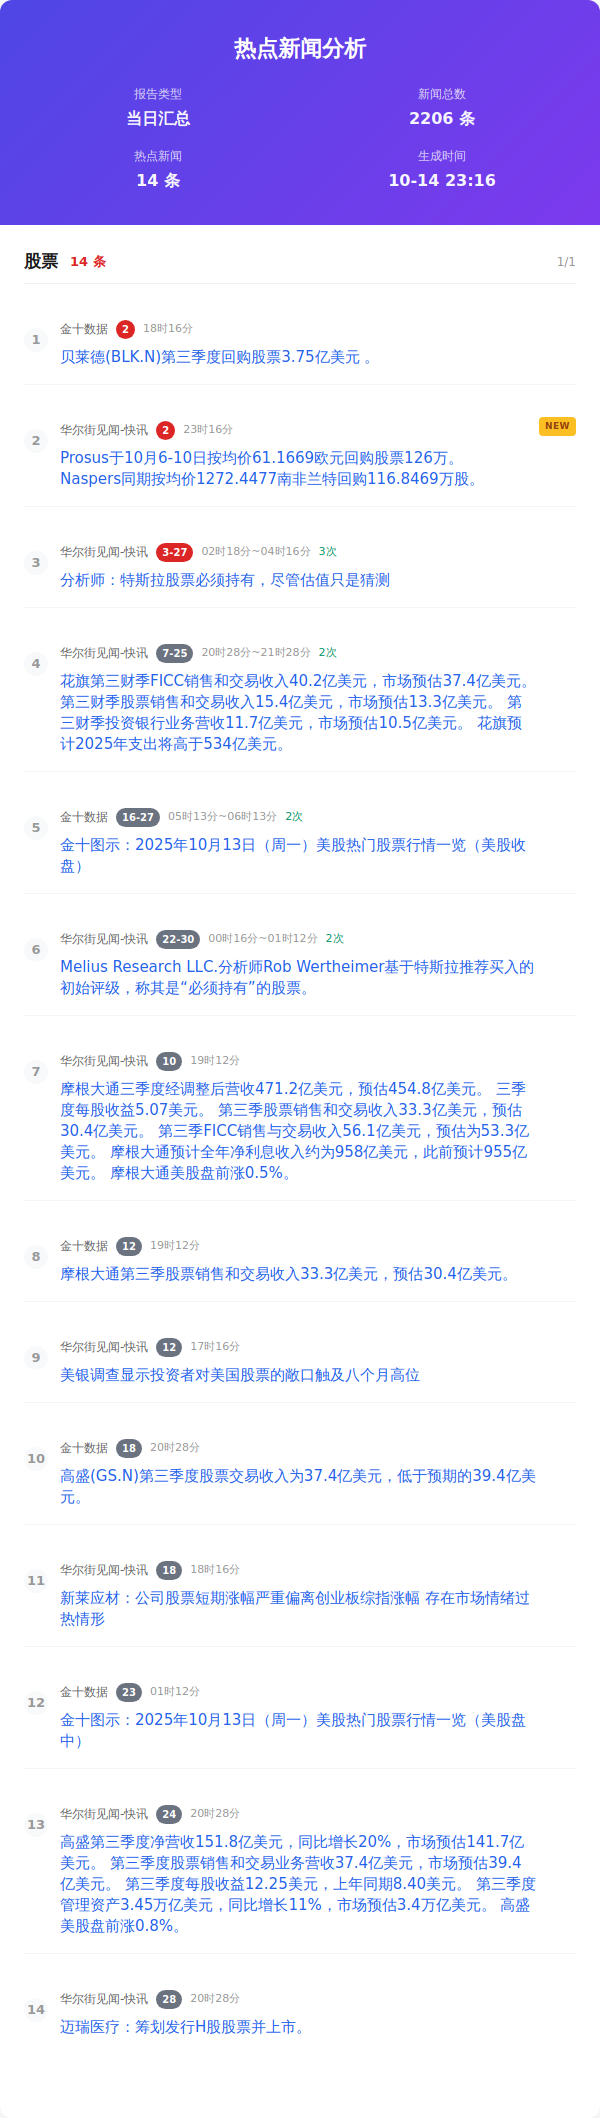 热点新闻分析
报告类型
当日汇总
新闻总数
2206 条
热点新闻
14 条
生成时间
10-14 23:16
股票 14 条 1/1
1 金十数据 2 18时16分
贝莱德(BLK.N)第三季度回购股票3.75亿美元 。
2 华尔街见闻-快讯 2 23时16分 NEW
Prosus于10月6-10日按均价61.1669欧元回购股票126万。
Naspers同期按均价1272.4477南非兰特回购116.8469万股。
3 华尔街见闻-快讯 3-27 02时18分~04时16分 3次
分析师：特斯拉股票必须持有，尽管估值只是猜测
4 华尔街见闻-快讯 7-25 20时28分~21时28分 2次
花旗第三财季FICC销售和交易收入40.2亿美元，市场预估37.4亿美元。
第三财季股票销售和交易收入15.4亿美元，市场预估13.3亿美元。 第
三财季投资银行业务营收11.7亿美元，市场预估10.5亿美元。 花旗预
计2025年支出将高于534亿美元。
5 金十数据 16-27 05时13分~06时13分 2次
金十图示：2025年10月13日（周一）美股热门股票行情一览（美股收
盘）
6 华尔街见闻-快讯 22-30 00时16分~01时12分 2次
Melius Research LLC.分析师Rob Wertheimer基于特斯拉推荐买入的
初始评级，称其是“必须持有”的股票。
7 华尔街见闻-快讯 10 19时12分
摩根大通三季度经调整后营收471.2亿美元，预估454.8亿美元。 三季
度每股收益5.07美元。 第三季股票销售和交易收入33.3亿美元，预估
30.4亿美元。 第三季FICC销售与交易收入56.1亿美元，预估为53.3亿
美元。 摩根大通预计全年净利息收入约为958亿美元，此前预计955亿
美元。 摩根大通美股盘前涨0.5%。
8 金十数据 12 19时12分
摩根大通第三季股票销售和交易收入33.3亿美元，预估30.4亿美元。
9 华尔街见闻-快讯 12 17时16分
美银调查显示投资者对美国股票的敞口触及八个月高位
10 金十数据 18 20时28分
高盛(GS.N)第三季度股票交易收入为37.4亿美元，低于预期的39.4亿美
元。
11 华尔街见闻-快讯 18 18时16分
新莱应材：公司股票短期涨幅严重偏离创业板综指涨幅 存在市场情绪过
热情形
12 金十数据 23 01时12分
金十图示：2025年10月13日（周一）美股热门股票行情一览（美股盘
中）
13 华尔街见闻-快讯 24 20时28分
高盛第三季度净营收151.8亿美元，同比增长20%，市场预估141.7亿
美元。 第三季度股票销售和交易业务营收37.4亿美元，市场预估39.4
亿美元。 第三季度每股收益12.25美元，上年同期8.40美元。 第三季度
管理资产3.45万亿美元，同比增长11%，市场预估3.4万亿美元。 高盛
美股盘前涨0.8%。
14 华尔街见闻-快讯 28 20时28分
迈瑞医疗：筹划发行H股股票并上市。